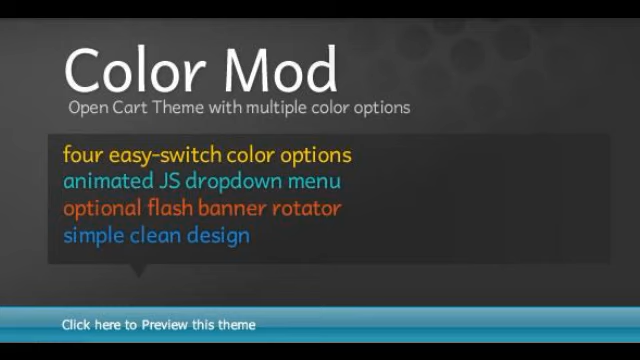 Color Mod
Open Cart Theme with multiple color options
four easy-switch color options
animated JS dropdown menu
optional flash banner rotator
simple clean design
Click here to Preview this theme